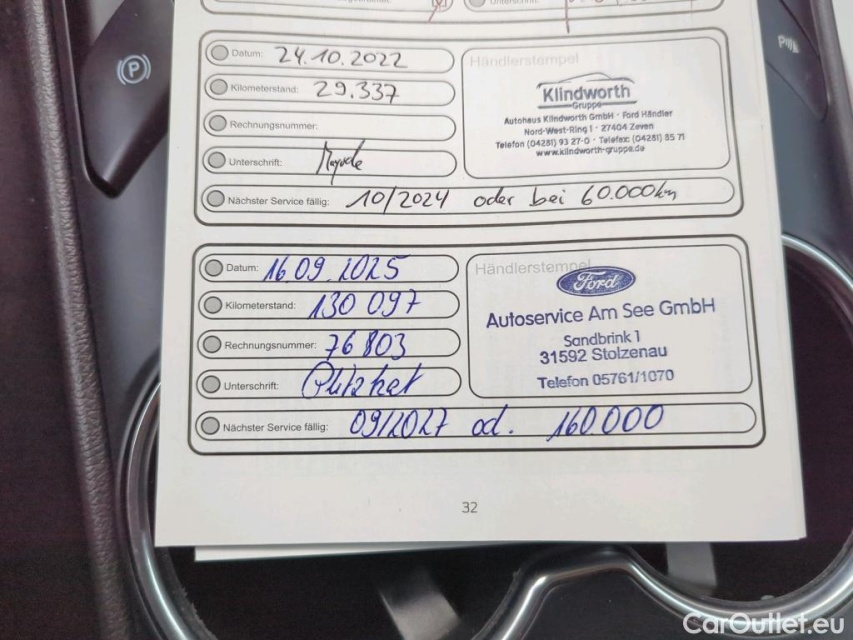 Datum: 24.10.2022
Kilometerstand: 29.337
Rechnungsnummer:
Unterschrift:
Nächster Service fällig: 10/2024 oder bei 60.000km
Händlerstempel
Klindworth
Gruppe
Autohaus Klindworth GmbH · Ford Händler
Nord-West-Ring 1 · 27404 Zeven
Telefon (04281) 93 27-0 · Telefax: (04281) 85 71
www.klindworth-gruppe.de
Datum: 16.09.2025
Kilometerstand: 130 097
Rechnungsnummer: 76803
Unterschrift:
Nächster Service fällig: 09/2027 od. 160.000
Händlerstempel
Ford
Autoservice Am See GmbH
Sandbrink 1
31592 Stolzenau
Telefon 05761/1070
32
CarOutlet.eu